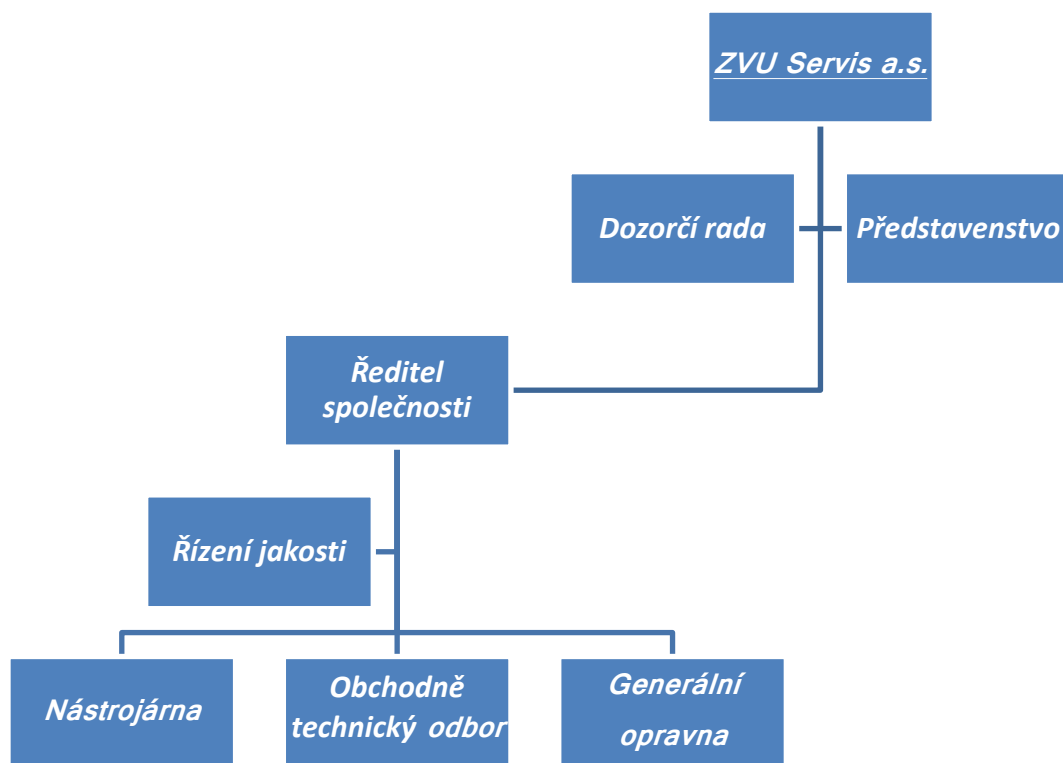 ZVU Servis a.s.
Dozorčí rada
Představenstvo
Ředitel
společnosti
Řízení jakosti
Nástrojárna
Obchodně
technický odbor
Generální
opravna